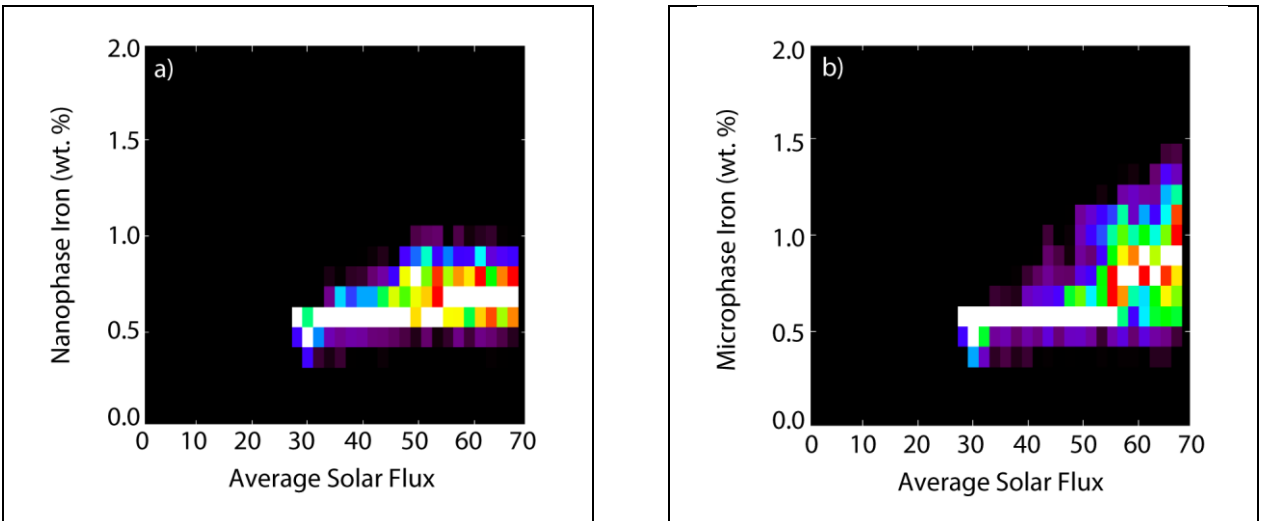 a)
2.0
1.5
1.0
0.5
0.0
Nanophase Iron (wt. %)
0 10 20 30 40 50 60 70
Average Solar Flux
b)
2.0
1.5
1.0
0.5
0.0
Microphase Iron (wt. %)
0 10 20 30 40 50 60 70
Average Solar Flux